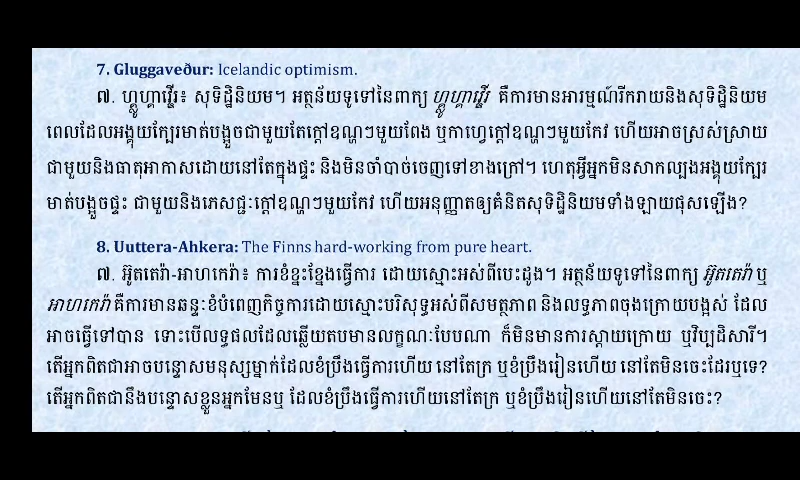 7. Gluggaveður: Icelandic optimism.
៧. ហ្គ្លូហ្គាវ៉្ឌើរ៖ សុទិដ្ឋិនិយម។ អត្ថន័យទូទៅនៃពាក្យ ហ្គ្លូហ្គាវ៉្ឌើរ គឺការមានអារម្មណ៍រីករាយនិងសុទិដ្ឋិនិយម
ពេលដែលអង្គុយក្បែរមាត់បង្អួចជាមួយតែក្ដៅឧណ្ហៗមួយពែង ឬកាហ្វេក្ដៅឧណ្ហៗមួយកែវ ហើយអាចស្រស់ស្រាយ
ជាមួយនិងធាតុអាកាសដោយនៅតែក្នុងផ្ទះ និងមិនចាំបាច់ចេញទៅខាងក្រៅ។ ហេតុអ្វីអ្នកមិនសាកល្បងអង្គុយក្បែរ
មាត់បង្អួចផ្ទះ ជាមួយនិងភេសជ្ជៈក្ដៅឧណ្ហៗមួយកែវ ហើយអនុញ្ញាតឲ្យគំនិតសុទិដ្ឋិនិយមទាំងឡាយផុសឡើង?
8. Uuttera-Ahkera: The Finns hard-working from pure heart.
៧. អ៊ូតតេរ៉ា-អាហកេរ៉ា៖ ការខំខ្នះខ្នែងធ្វើការ ដោយស្មោះអស់ពីបេះដូង។ អត្ថន័យទូទៅនៃពាក្យ អ៊ូតតេរ៉ា ឬ
អាហកេរ៉ា គឺការមានឆន្ទៈខំបំពេញកិច្ចការដោយស្មោះបរិសុទ្ធអស់ពីសមត្ថភាព និងលទ្ធភាពចុងក្រោយបង្អស់ ដែល
អាចធ្វើទៅបាន ទោះបើលទ្ធផលដែលឆ្លើយតបមានលក្ខណៈបែបណា ក៏មិនមានការស្ដាយក្រោយ ឬវិប្បដិសារី។
តើអ្នកពិតជាអាចបន្ទោសមនុស្សម្នាក់ដែលខំប្រឹងធ្វើការហើយ នៅតែក្រ ឬខំប្រឹងរៀនហើយ នៅតែមិនចេះដែរឬទេ?
តើអ្នកពិតជានឹងបន្ទោសខ្លួនអ្នកមែនឬ ដែលខំប្រឹងធ្វើការហើយនៅតែក្រ ឬខំប្រឹងរៀនហើយនៅតែមិនចេះ?